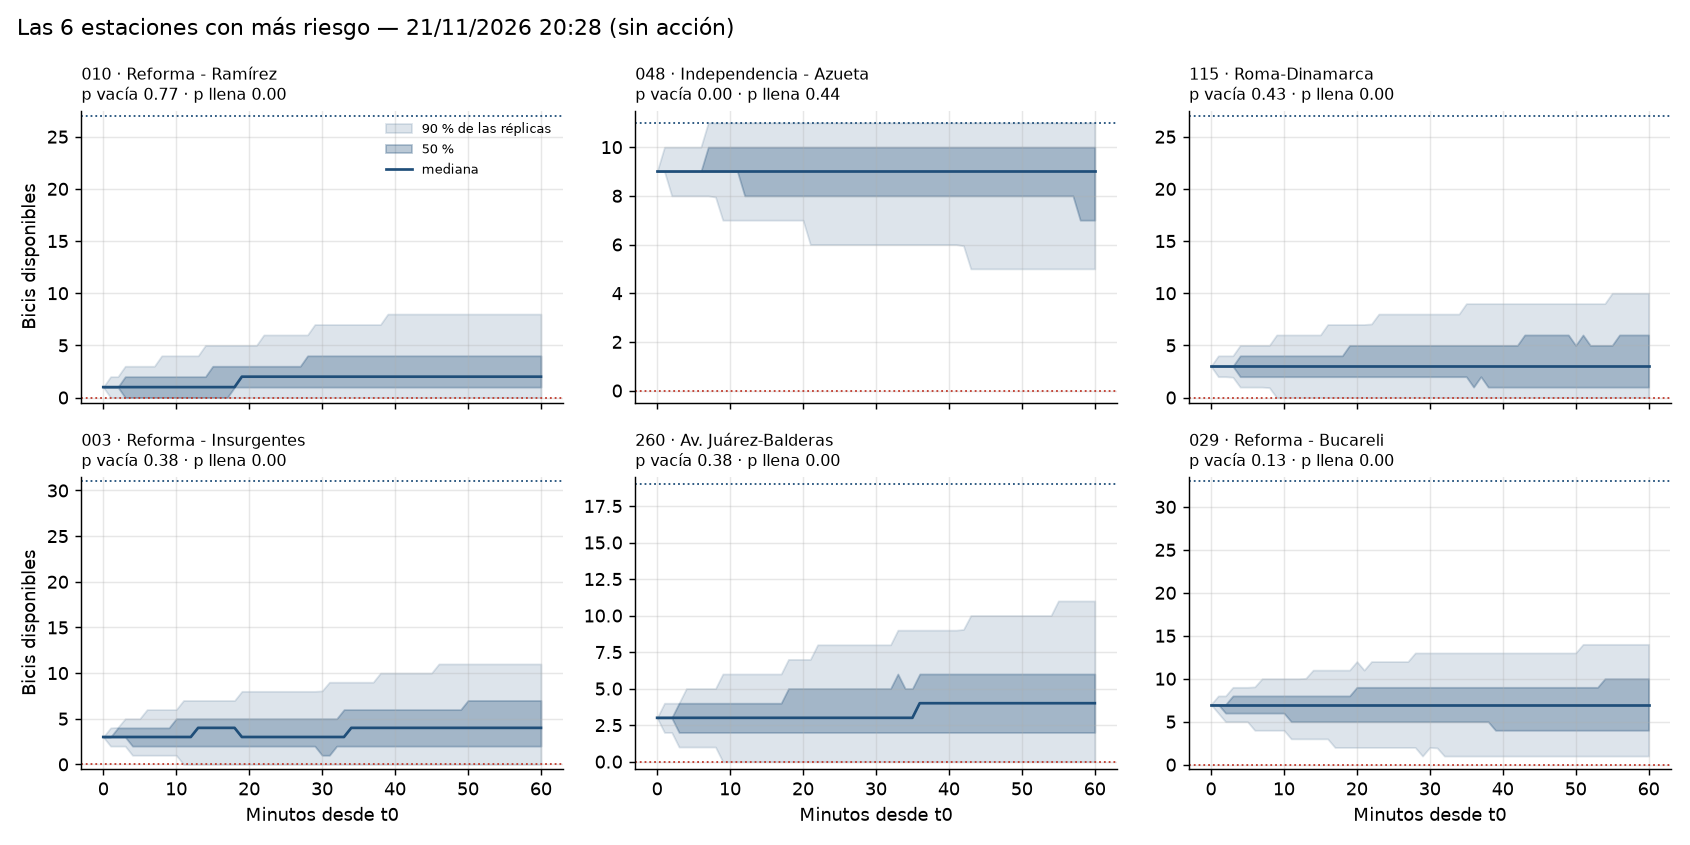 Las 6 estaciones con más riesgo — 21/11/2026 20:28 (sin acción)
010 · Reforma - Ramírez
p vacía 0.77 · p llena 0.00
90 % de las réplicas
50 %
mediana
25
20
15
10
5
0
Bicis disponibles
048 · Independencia - Azueta
p vacía 0.00 · p llena 0.44
10
8
6
4
2
0
115 · Roma-Dinamarca
p vacía 0.43 · p llena 0.00
25
20
15
10
5
0
003 · Reforma - Insurgentes
p vacía 0.38 · p llena 0.00
30
25
20
15
10
5
0
Bicis disponibles
0 10 20 30 40 50 60
Minutos desde t0
260 · Av. Juárez-Balderas
p vacía 0.38 · p llena 0.00
17.5
15.0
12.5
10.0
7.5
5.0
2.5
0.0
0 10 20 30 40 50 60
Minutos desde t0
029 · Reforma - Bucareli
p vacía 0.13 · p llena 0.00
30
25
20
15
10
5
0
0 10 20 30 40 50 60
Minutos desde t0